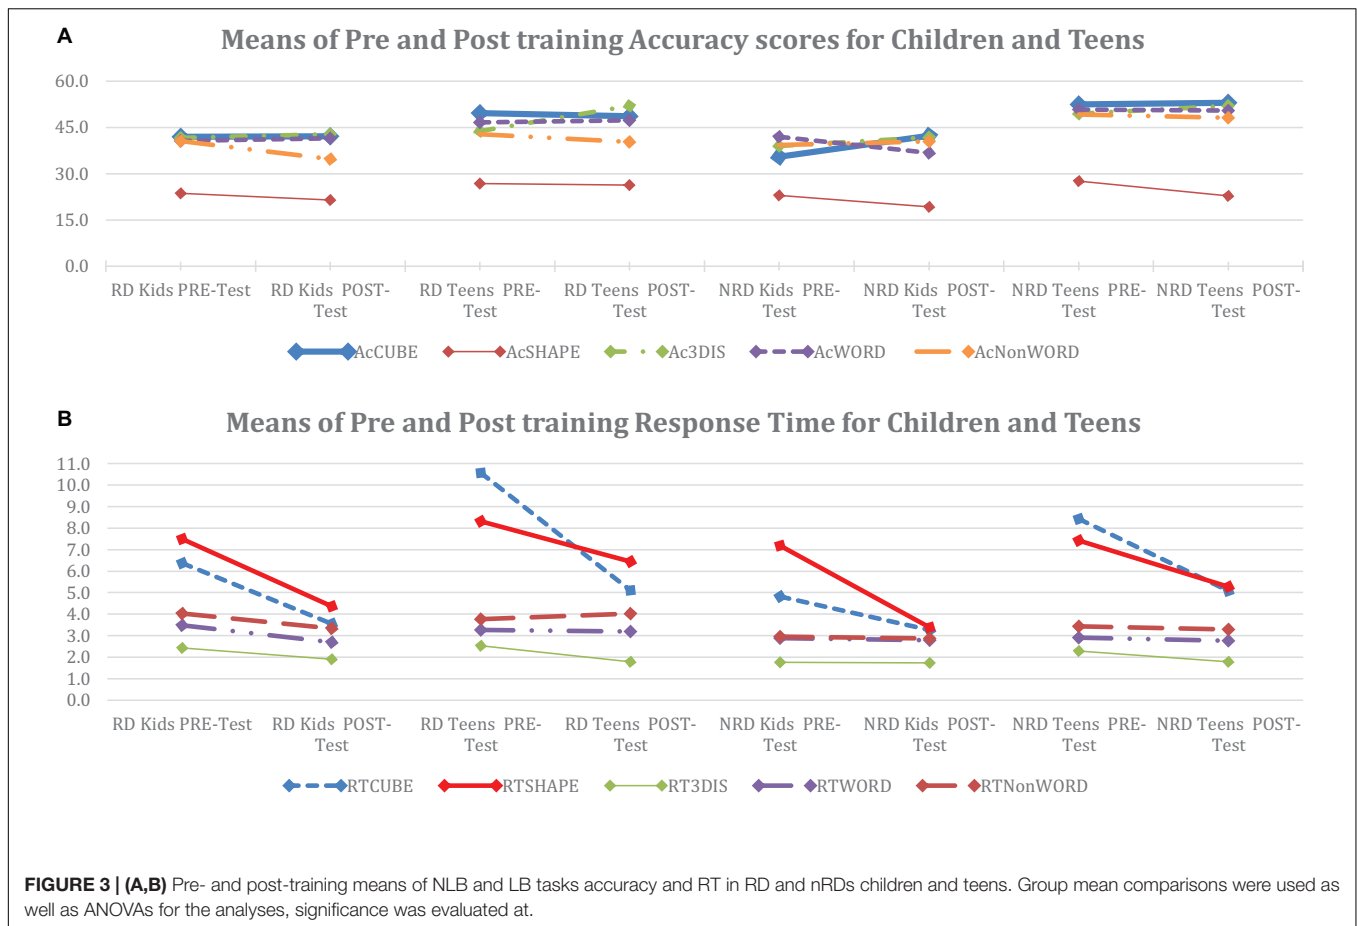 A
Means of Pre and Post training Accuracy scores for Children and Teens
60.0
45.0
30.0
15.0
0.0
RD Kids PRE-Test RD Kids POST- RD Teens PRE- RD Teens POST- NRD Kids PRE- NRD Kids POST- NRD Teens PRE- NRD Teens POST-
Test Test Test Test Test Test Test
AcCUBE AcSHAPE Ac3DIS AcWORD AcNonWORD
B
Means of Pre and Post training Response Time for Children and Teens
11.0
10.0
9.0
8.0
7.0
6.0
5.0
4.0
3.0
2.0
1.0
0.0
RD Kids PRE-Test RD Kids POST- RD Teens PRE- RD Teens POST- NRD Kids PRE- NRD Kids POST- NRD Teens PRE- NRD Teens POST-
Test Test Test Test Test Test Test
RTCUBE RTSHAPE RT3DIS RTWORD RTNonWORD
FIGURE 3 | (A,B) Pre- and post-training means of NLB and LB tasks accuracy and RT in RD and nRDs children and teens. Group mean comparisons were used as
well as ANOVAs for the analyses, significance was evaluated at.